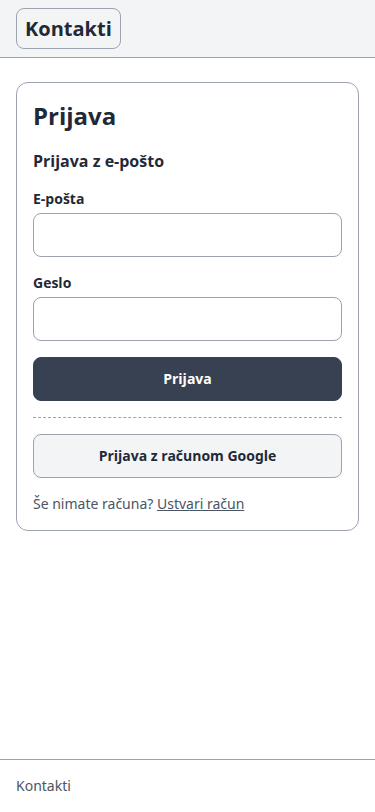 Kontakti
Prijava
Prijava z e-pošto
E-pošta
Geslo
Prijava
Prijava z računom Google
Še nimate računa? Ustvari račun
Kontakti